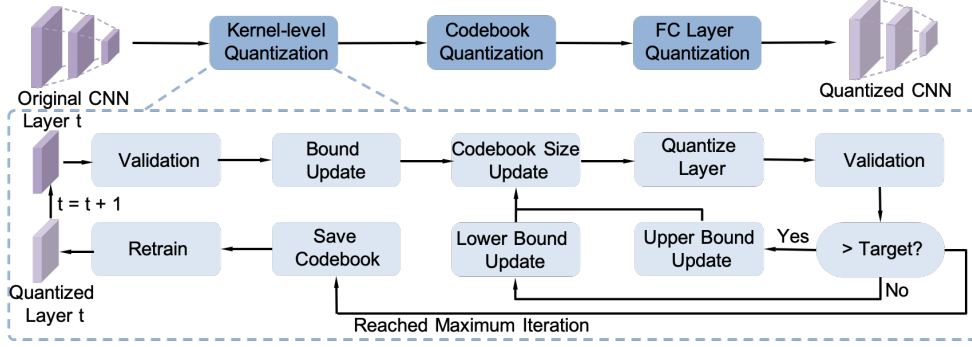 Kernel-level
Quantization
Codebook
Quantization
FC Layer
Quantization
Original CNN
Quantized CNN
Layer t
Validation
Bound
Update
Codebook Size
Update
Quantize
Layer
Validation
t = t + 1
Retrain
Save
Codebook
Lower Bound
Update
Upper Bound
Update
Yes
> Target?
No
Quantized
Layer t
Reached Maximum Iteration